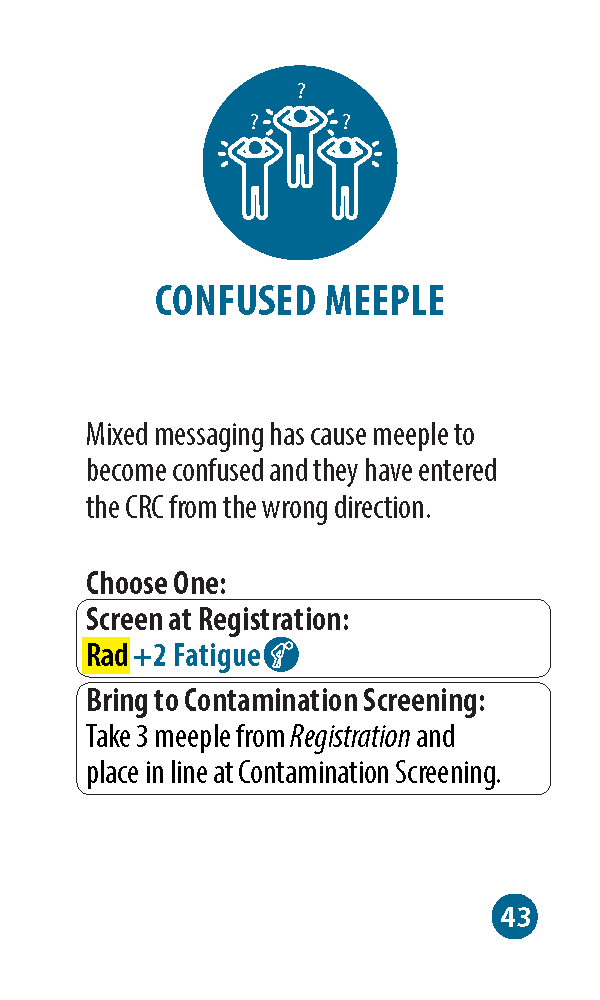 ?
? ?
CONFUSED MEEPLE
Mixed messaging has cause meeple to
become confused and they have entered
the CRC from the wrong direction.
Choose One:
Screen at Registration:
Rad +2 Fatigue
Bring to Contamination Screening:
Take 3 meeple from Registration and
place in line at Contamination Screening.
43